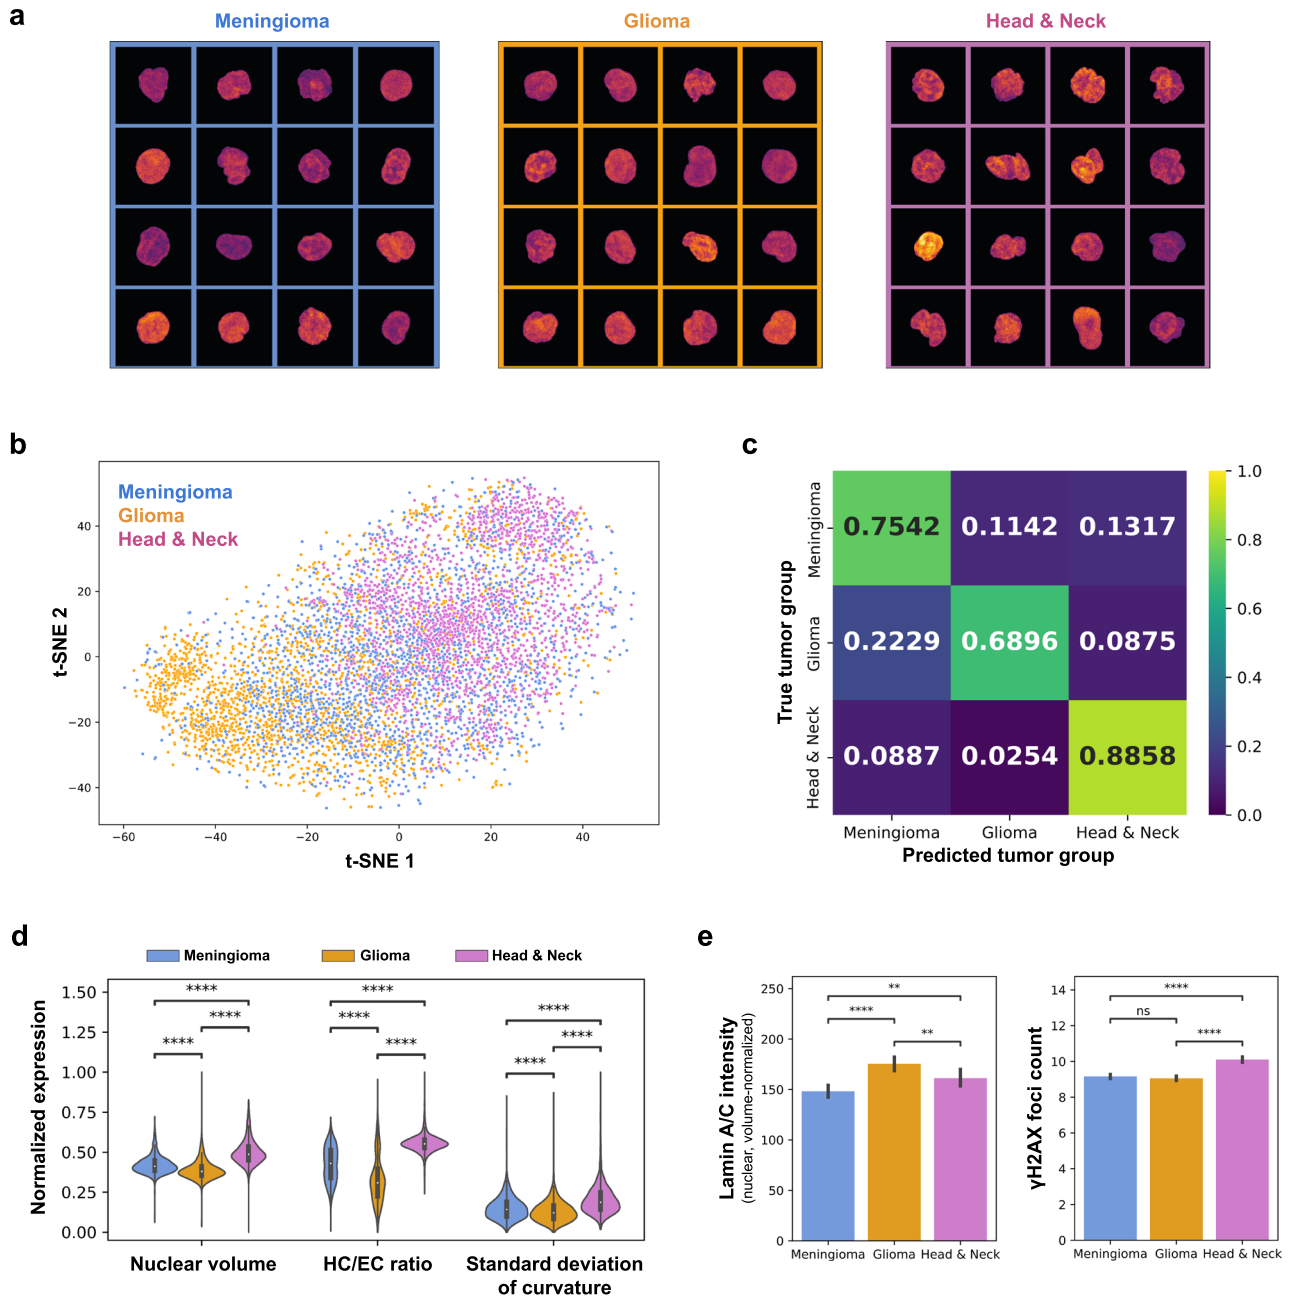 a
Meningioma
Glioma
Head & Neck
b
Meningioma
Glioma
Head & Neck
40
20
0
−20
−40
−60
−40
−20
0
20
40
t-SNE 2
t-SNE 1
c
True tumor group
Meningioma
Glioma
Head & Neck
0.7542 0.1142 0.1317
0.2229 0.6896 0.0875
0.0887 0.0254 0.8858
Meningioma Glioma Head & Neck
Predicted tumor group
1.0
0.8
0.6
0.4
0.2
0.0
d
Meningioma
Glioma
Head & Neck
Normalized expression
1.50
1.25
1.00
0.75
0.50
0.25
0.00
****
****
****
****
****
****
****
****
****
Nuclear volume
HC/EC ratio
Standard deviation
of curvature
e
Lamin A/C intensity
(nuclear, volume-normalized)
250
200
150
100
50
0
**
****
**
Meningioma Glioma Head & Neck
γH2AX foci count
14
12
10
8
6
4
2
0
****
ns
****
Meningioma Glioma Head & Neck